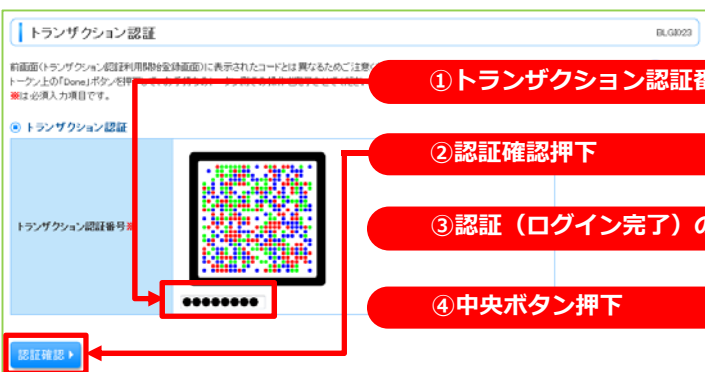 トランザクション認証
BLGI023
前画面(トランザクション認証利用開始登録画面)に表示されたコードとは異なるためご注意く
トークン上の「Done」ボタンを押
※は必須入力項目です。
①トランザクション認証番
トランザクション認証
②認証確認押下
トランザクション認証番号※
③認証（ログイン完了）の
●●●●●●●●
④中央ボタン押下
認証確認